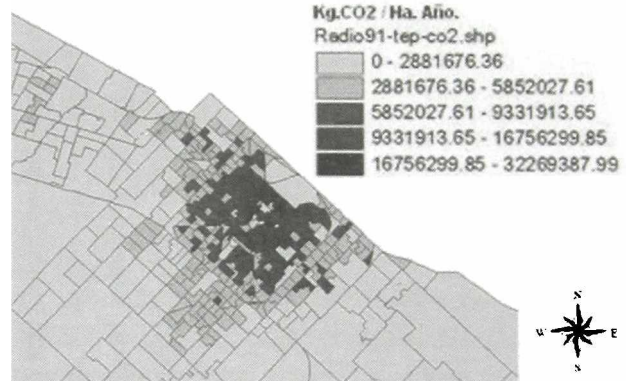 Kg.CO2 / Ha. Año.
Radio91-tep-co2.shp
0 - 2881676.36
2881676.36 - 5852027.61
5852027.61 - 9331913.65
9331913.65 - 16756299.85
16756299.85 - 32269387.99
N
W E
S